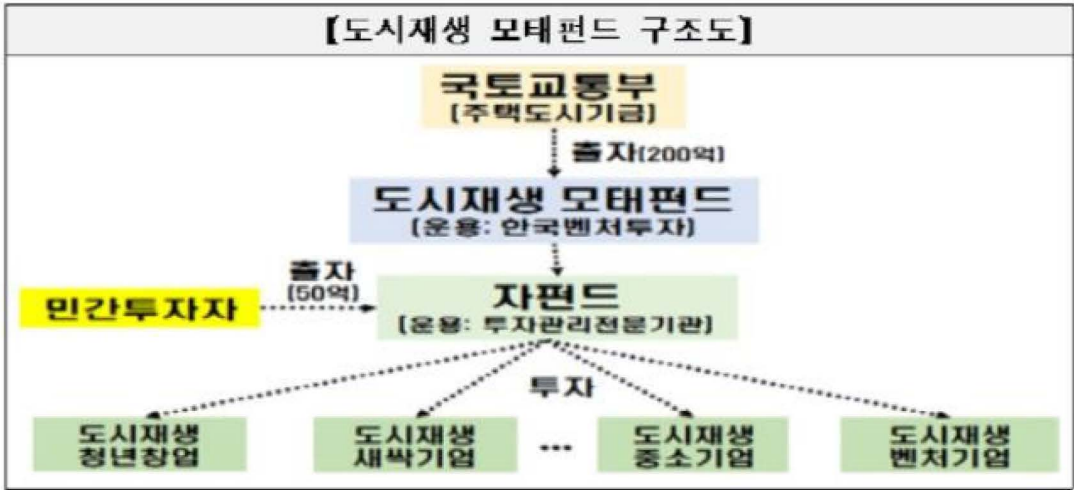 [도시재생 모태펀드 구조도]
국토교통부
(주택도시기금)
출자(200억)
도시재생 모태펀드
(운용: 한국벤처투자)
출자
(50억)
민간투자자
자펀드
(운용: 투자관리전문기관)
투자
도시재생
청년창업
도시재생
새싹기업
...
도시재생
중소기업
도시재생
벤처기업